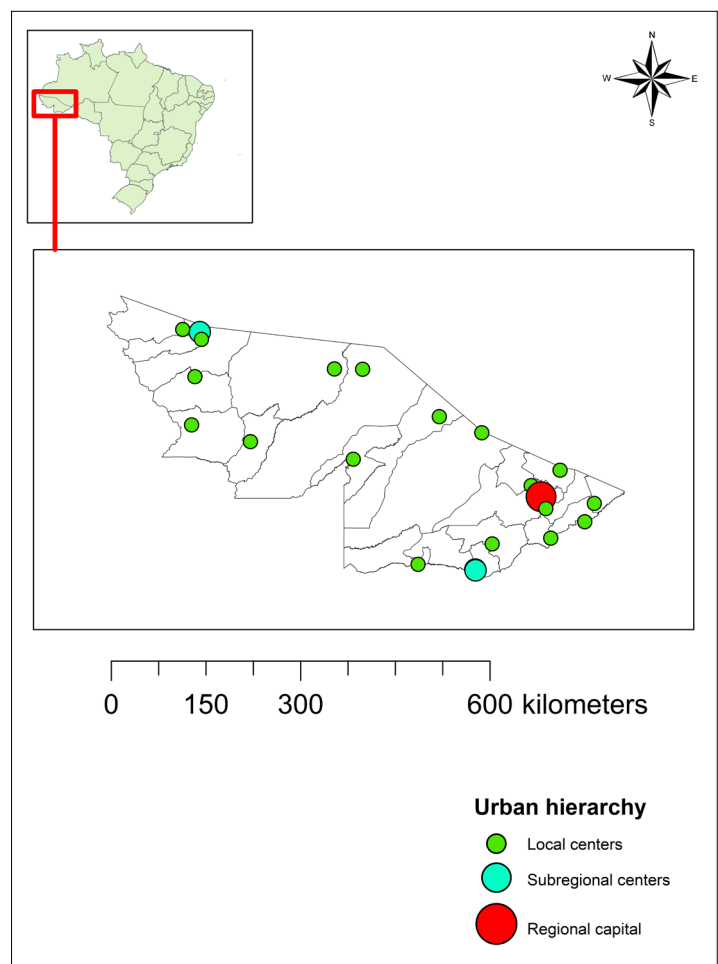 N
W E
S
0 150 300 600 kilometers
Urban hierarchy
Local centers
Subregional centers
Regional capital